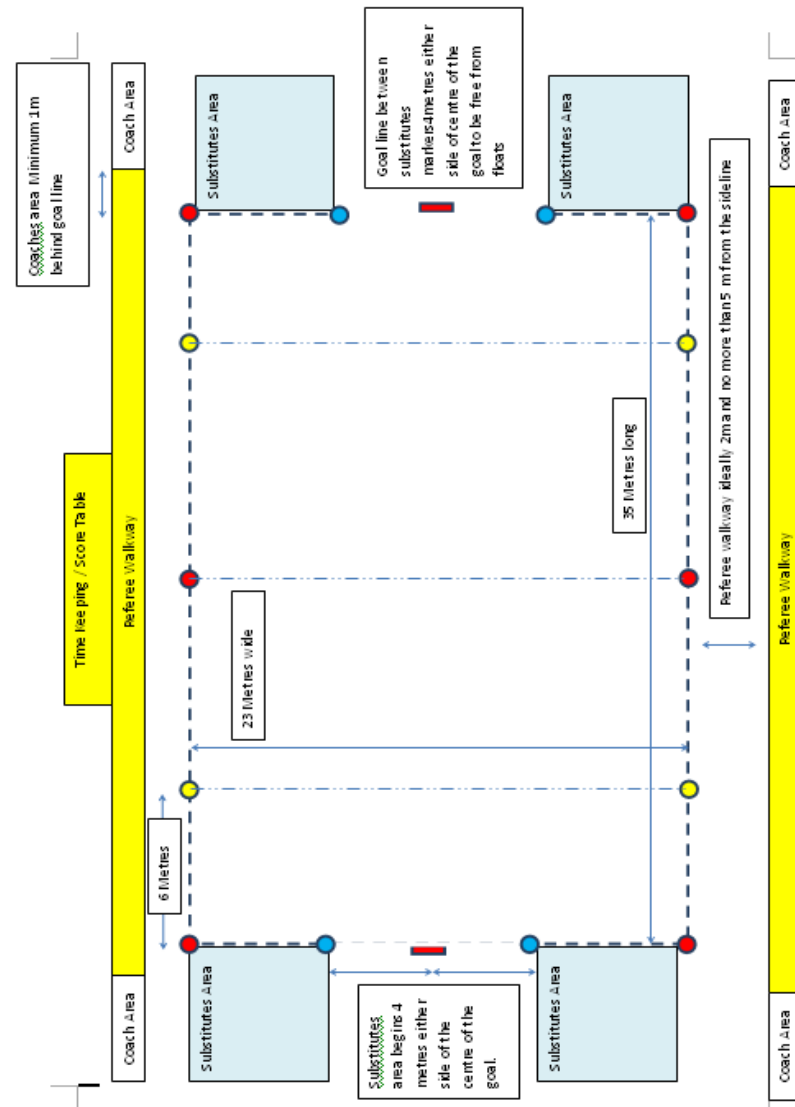 Coaches area Minimum 1m
behind goal line
Coach Area
Coach Area
Time Keeping / Score Table
Referee Walkway
Substitutes Area
Substitutes Area
6 Metres
23 Metres wide
Substitutes
area begins 4
metres either
side of the
centre of the
goal.
Goal line between
substitutes
markers4metres either
side of centre of the
goal to be free from
floats
35 Metres long
Substitutes Area
Substitutes Area
Referee walkway ideally 2m and no more than 5 m from the sideline
Coach Area
Referee Walkway
Coach Area